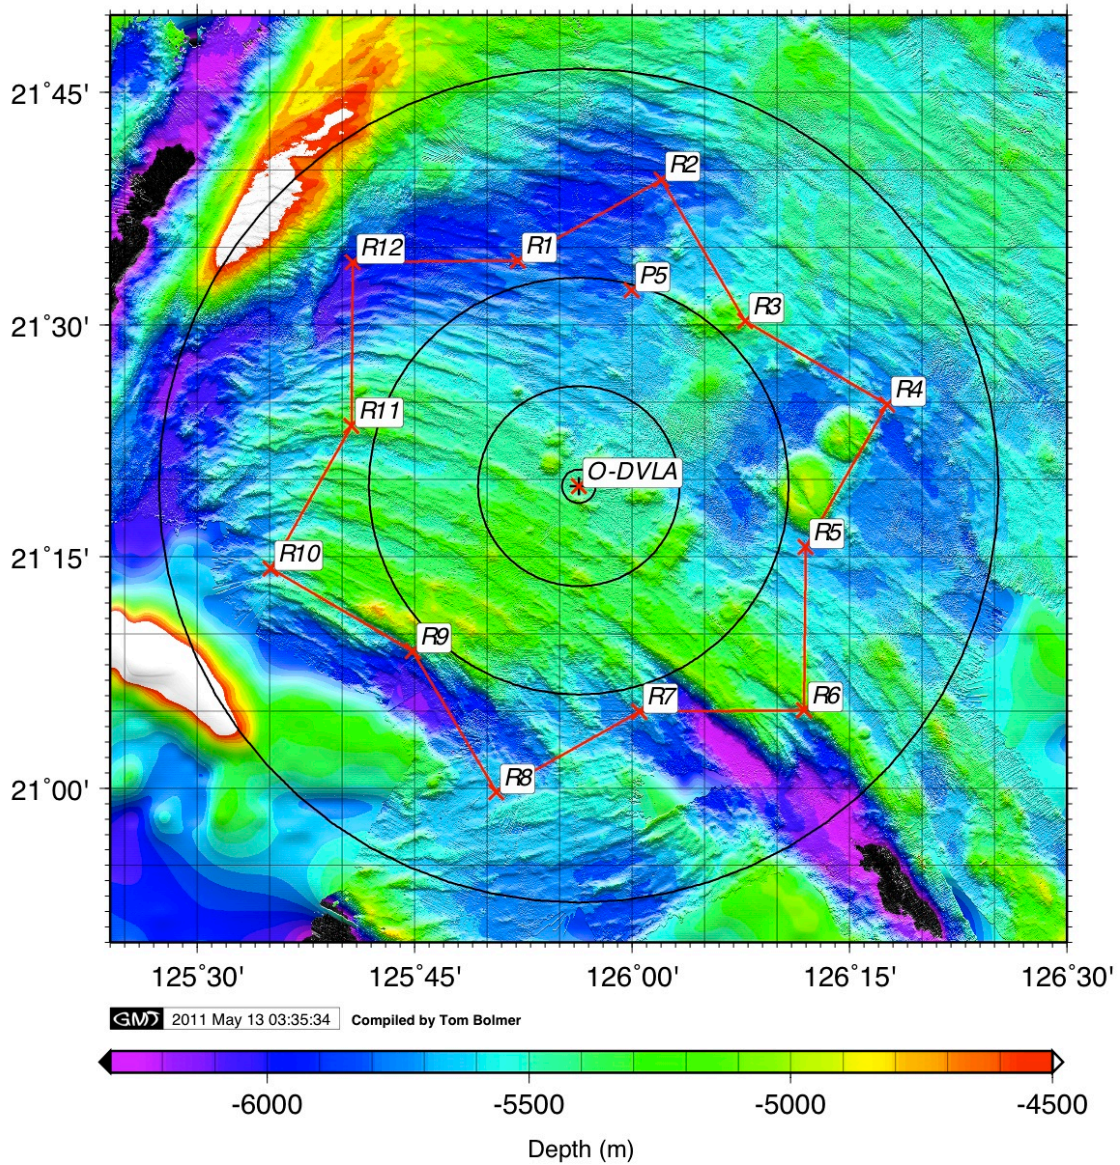 21°45'
R2
R12
R1
P5
R3
21°30'
R4
R11
O-DVLA
R5
21°15'
R10
R9
R7
R6
21°00'
R8
125°30'
125°45'
126°00'
126°15'
126°30'
GMT 2011 May 13 03:35:34 Compiled by Tom Bolmer
-6000
-5500
-5000
-4500
Depth (m)